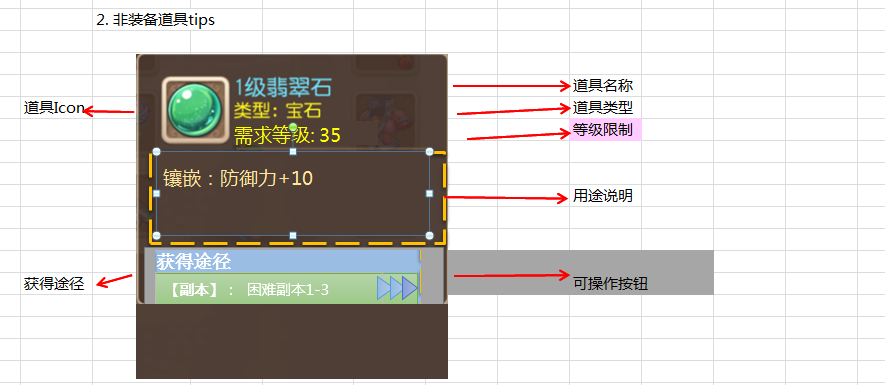 2. 非装备道具tips
1级翡翠石
类型：宝石
需求等级: 35
道具Icon
道具名称
道具类型
等级限制
镶嵌：防御力+10
用途说明
获得途径
【副本】： 困难副本1-3
获得途径
可操作按钮